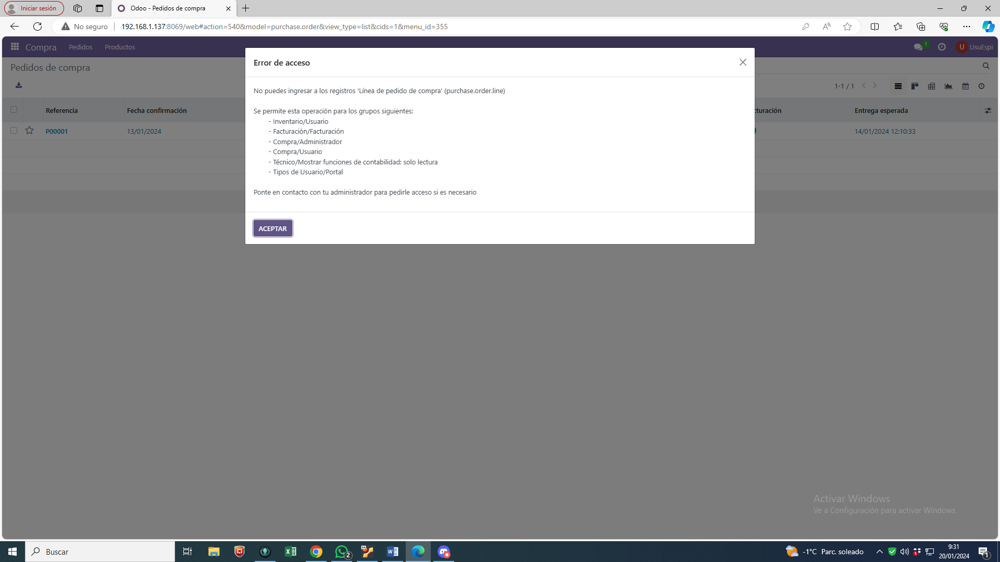 Iniciar sesión
Odoo - Pedidos de compra
No seguro
192.168.1.137:8069/web#action=540&model=purchase.order&view_type=list&cids=1&menu_id=355
Compra
Pedidos
Productos
1
U
UsuEspi
Pedidos de compra
1-1 / 1
Referencia
Fecha confirmación
cturación
Entrega esperada
P00001
13/01/2024
14/01/2024 12:10:33
Error de acceso
No puedes ingresar a los registros 'Línea de pedido de compra' (purchase.order.line)
Se permite esta operación para los grupos siguientes:
- Inventario/Usuario
- Facturación/Facturación
- Compra/Administrador
- Compra/Usuario
- Técnico/Mostrar funciones de contabilidad: solo lectura
- Tipos de Usuario/Portal
Ponte en contacto con tu administrador para pedirle acceso si es necesario
ACEPTAR
Activar Windows
Ve a Configuración para activar Windows.
Buscar
2
-1°C Parc. soleado
9:31
20/01/2024
1